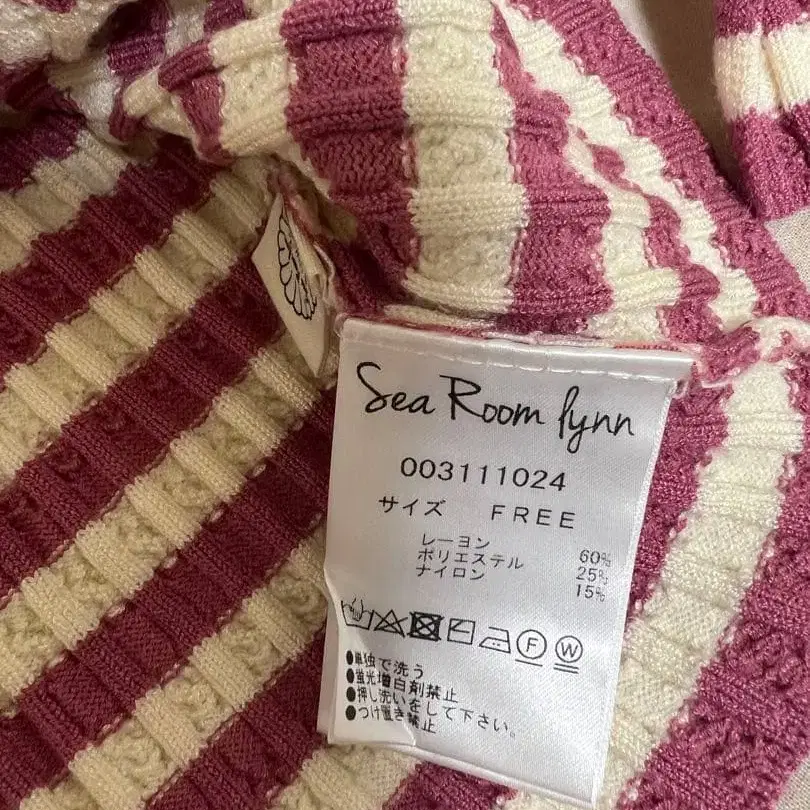 Sea Room lynn
003111024
サイズ FREE
レーヨン 60%
ポリエステル 25%
ナイロン 15%
F W
●単独で洗う
●蛍光増白剤禁止
●押し洗いをして下さい。
●つけ置き禁止